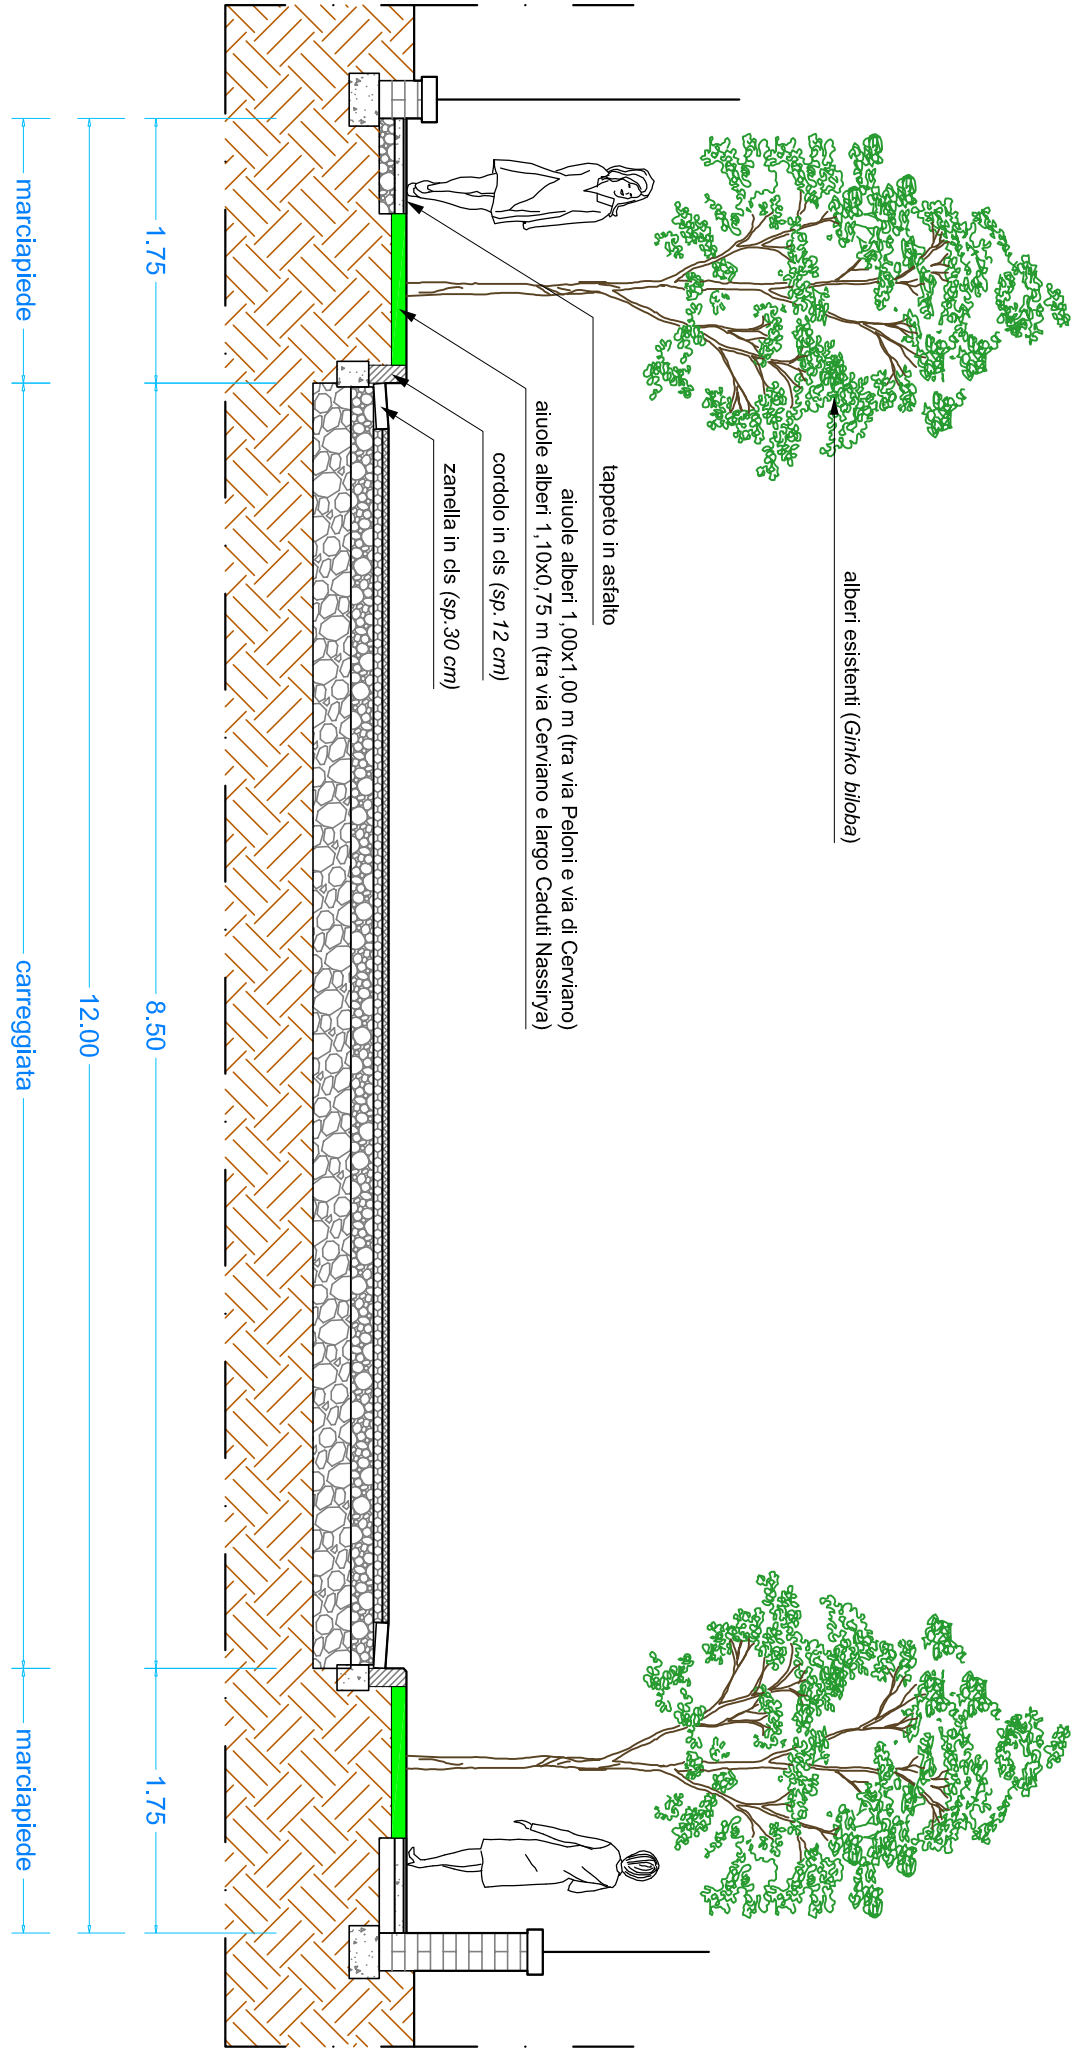 alberi esistenti (Ginko biloba)
tappeto in asfalto
aiuole alberi 1,00x1,00 m (tra via Peloni e via di Cerviano)
aiuole alberi 1,10x0,75 m (tra via Cerviano e largo Caduti Nassirya)
cordolo in cls (sp.12 cm)
zanella in cls (sp.30 cm)
1.75
8.50
1.75
12.00
marciapiede
carreggiata
marciapiede